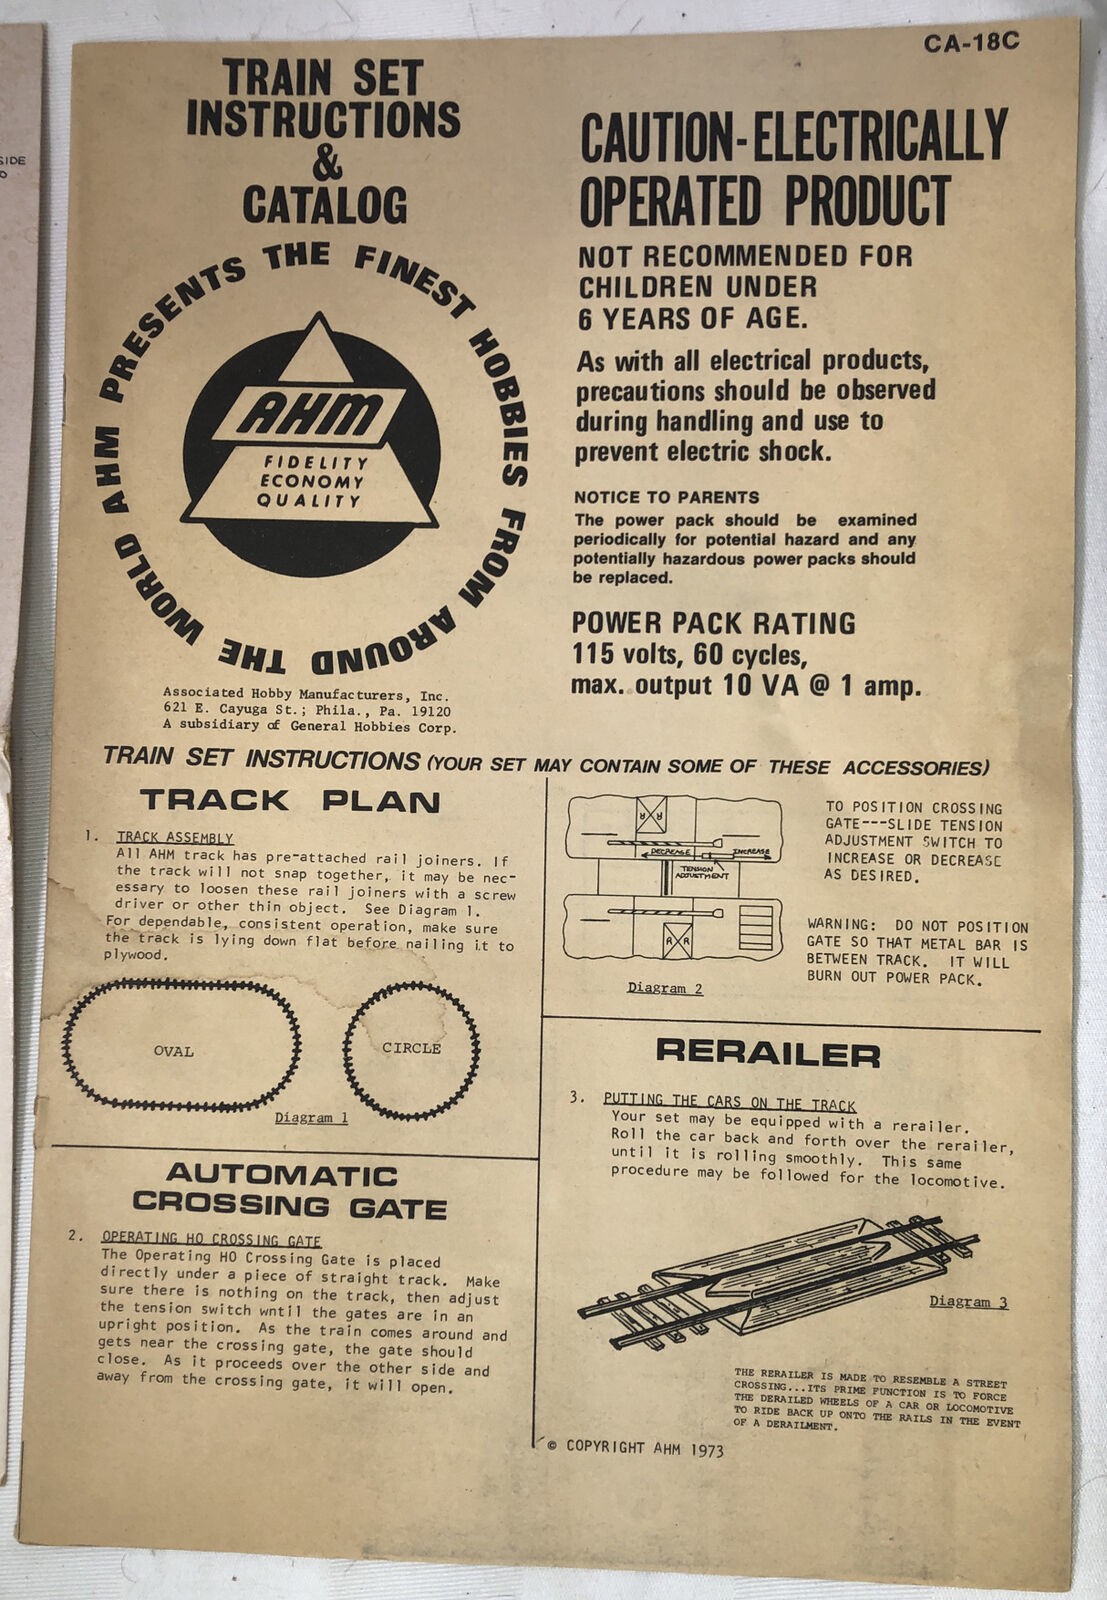 SIDE
CA-18C
TRAIN SET
INSTRUCTIONS
&
CATALOG
AHM PRESENTS THE FINEST HOBBIES FROM AROUND THE WORLD
AHM
FIDELITY
ECONOMY
QUALITY
Associated Hobby Manufacturers, Inc.
621 E. Cayuga St.; Phila., Pa. 19120
A subsidiary of General Hobbies Corp.
CAUTION-ELECTRICALLY
OPERATED PRODUCT
NOT RECOMMENDED FOR
CHILDREN UNDER
6 YEARS OF AGE.
As with all electrical products,
precautions should be observed
during handling and use to
prevent electric shock.
NOTICE TO PARENTS
The power pack should be examined
periodically for potential hazard and any
potentially hazardous power packs should
be replaced.
POWER PACK RATING
115 volts, 60 cycles,
max. output 10 VA @ 1 amp.
TRAIN SET INSTRUCTIONS (YOUR SET MAY CONTAIN SOME OF THESE ACCESSORIES)
TRACK PLAN
1. TRACK ASSEMBLY
All AHM track has pre-attached rail joiners. If
the track will not snap together, it may be nec-
essary to loosen these rail joiners with a screw
driver or other thin object. See Diagram 1.
For dependable, consistent operation, make sure
the track is lying down flat before nailing it to
plywood.
OVAL
CIRCLE
Diagram 1
AUTOMATIC
CROSSING GATE
2. OPERATING HO CROSSING GATE
The Operating HO Crossing Gate is placed
directly under a piece of straight track. Make
sure there is nothing on the track, then adjust
the tension switch wntil the gates are in an
upright position. As the train comes around and
gets near the crossing gate, the gate should
close. As it proceeds over the other side and
away from the crossing gate, it will open.
DECREASE
INCREASE
TENSION
ADJUSTMENT
R R
Diagram 2
TO POSITION CROSSING
GATE---SLIDE TENSION
ADJUSTMENT SWITCH TO
INCREASE OR DECREASE
AS DESIRED.
WARNING: DO NOT POSITION
GATE SO THAT METAL BAR IS
BETWEEN TRACK. IT WILL
BURN OUT POWER PACK.
RERAILER
3. PUTTING THE CARS ON THE TRACK
Your set may be equipped with a rerailer.
Roll the car back and forth over the rerailer,
until it is rolling smoothly. This same
procedure may be followed for the locomotive.
Diagram 3
THE RERAILER IS MADE TO RESEMBLE A STREET
CROSSING...ITS PRIME FUNCTION IS TO FORCE
THE DERAILED WHEELS OF A CAR OR LOCOMOTIVE
TO RIDE BACK UP ONTO THE RAILS IN THE EVENT
OF A DERAILMENT.
© COPYRIGHT AHM 1973